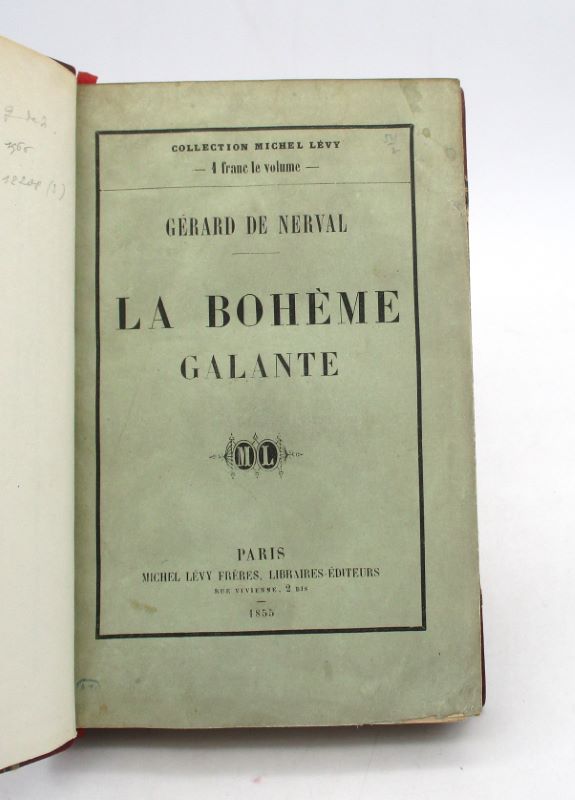 COLLECTION MICHEL LÉVY
— 1 franc le volume —
GÉRARD DE NERVAL
LA BOHÈME
GALANTE
ML
PARIS
MICHEL LÉVY FRÈRES, LIBRAIRES-ÉDITEURS
RUE VIVIENNE, 2 BIS
—
1855